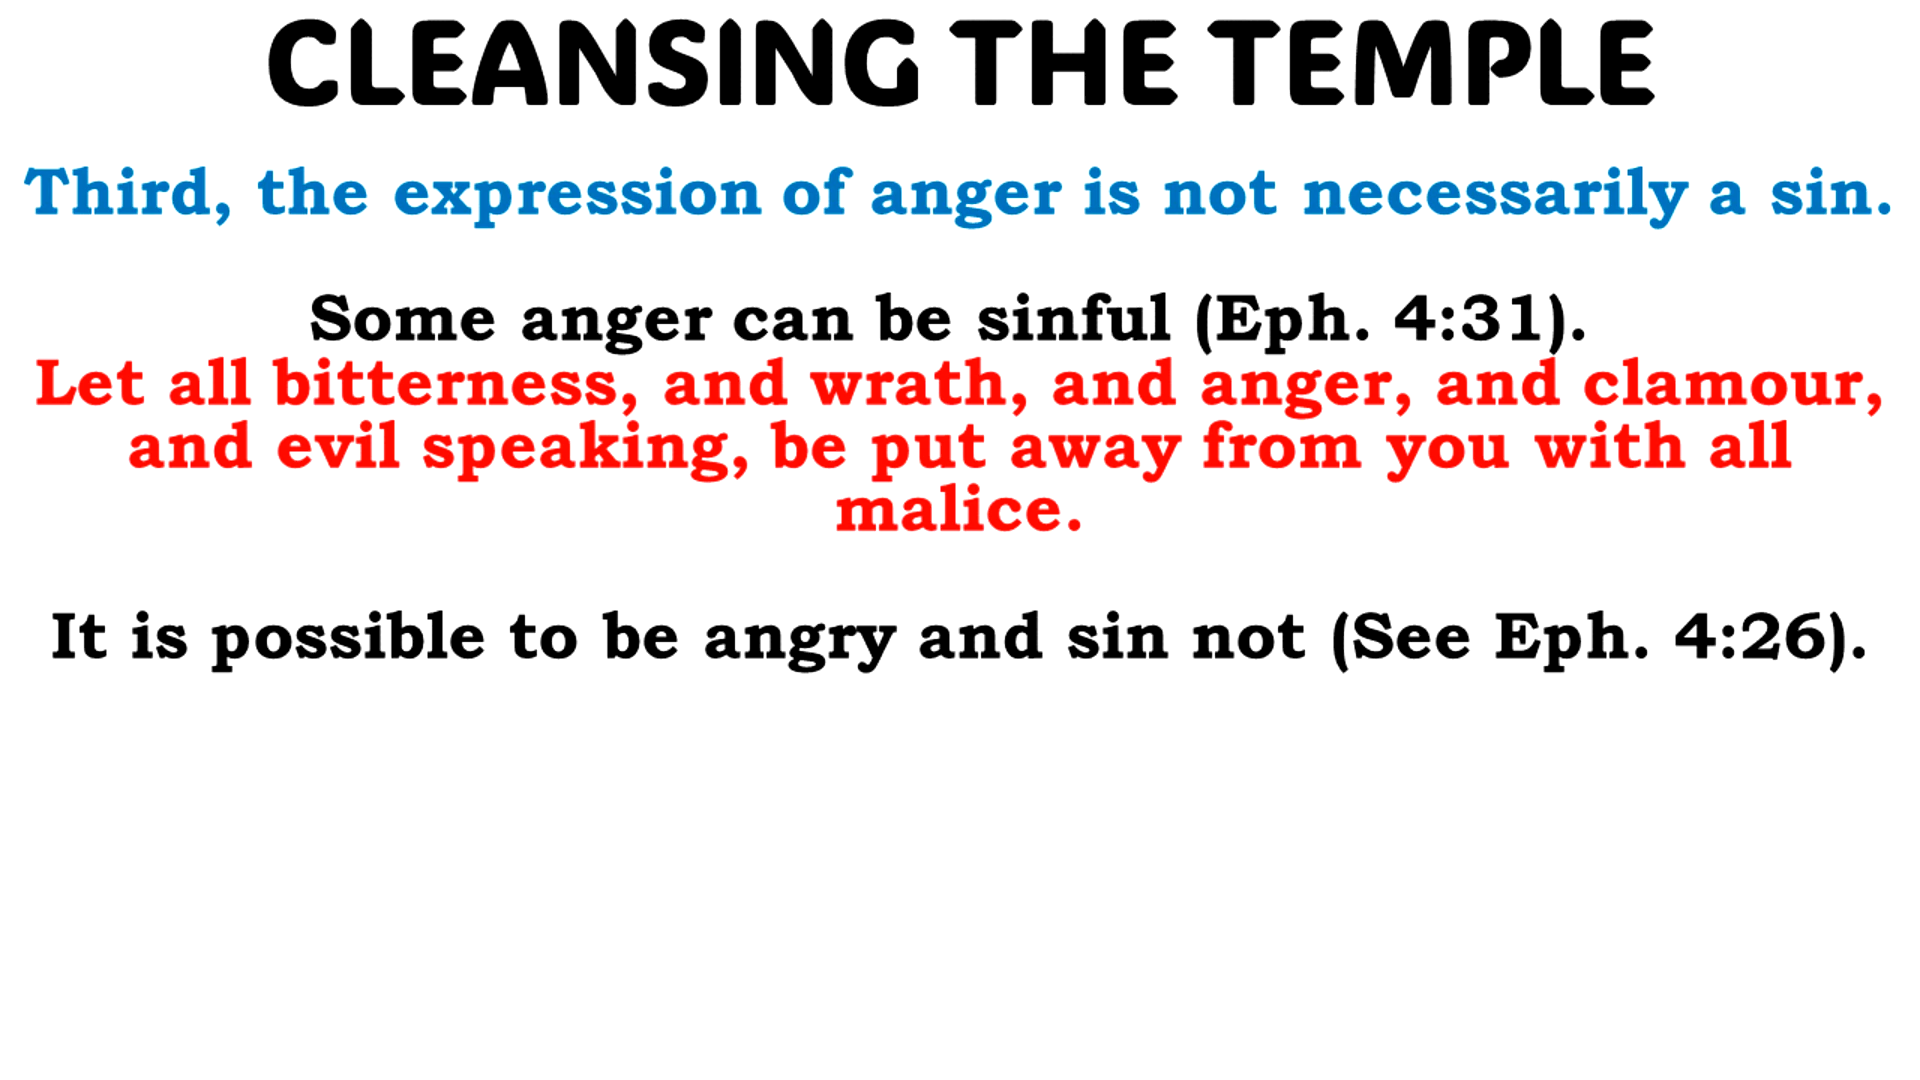 CLEANSING THE TEMPLE
Third, the expression of anger is not necessarily a sin.
Some anger can be sinful (Eph. 4:31).
Let all bitterness, and wrath, and anger, and clamour,
and evil speaking, be put away from you with all
malice.
It is possible to be angry and sin not (See Eph. 4:26).